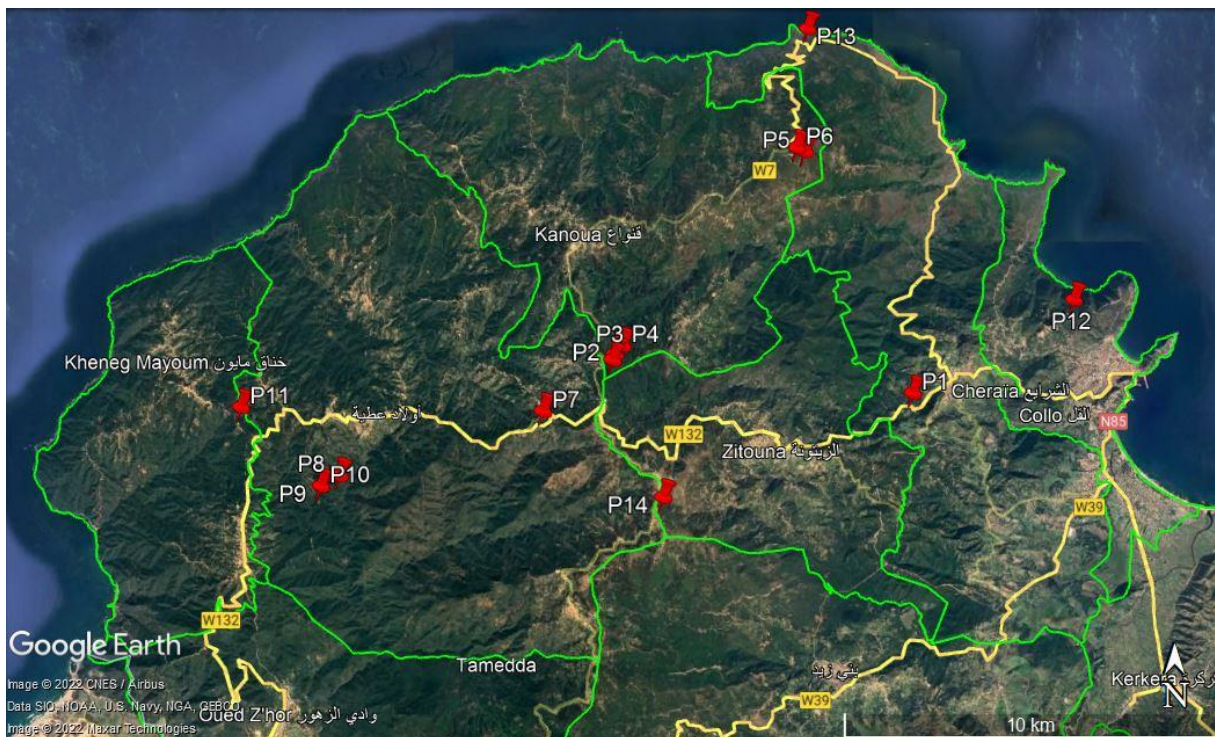 P13
P5 P6
W7
Kanoua قنواع
P12
P3 P4
P2
Kheneg Mayoum خناق مايون
P11
P7
P1
Cheraïa الشرايع
أولاد عطية
Collo القل
N85
W132
Zitouna الزيتونة
P8
P10
P9
P14
W39
W132
Google Earth
Tamedda
بني زيد
Kerkera كركرة
N
Image © 2022 CNES / Airbus
Data SIO, NOAA, U.S. Navy, NGA, GEBCO
W39
Oued Z'hor وادي الزهور
10 km
Image © 2022 Maxar Technologies